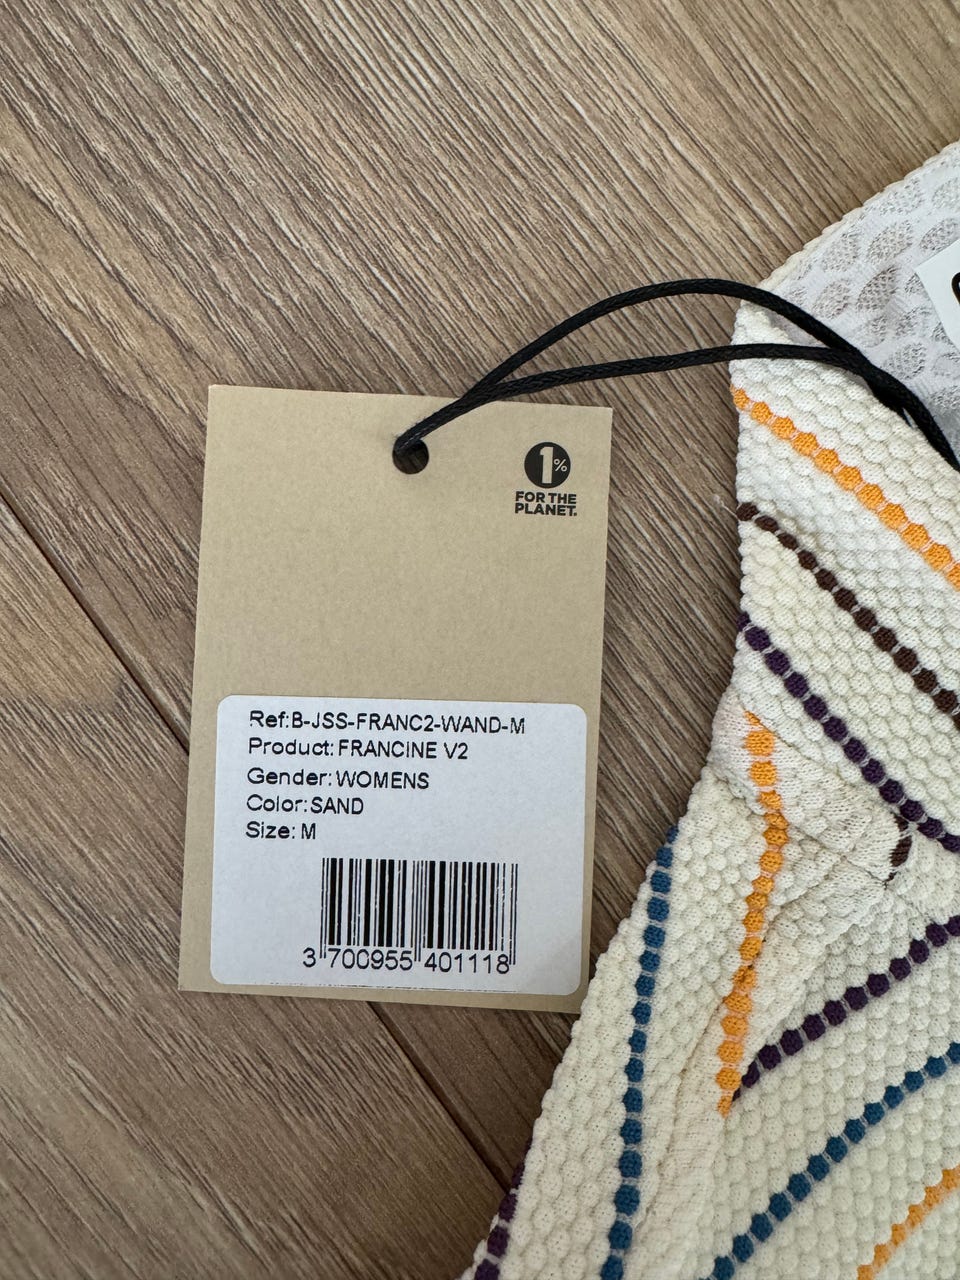 1%
FOR THE
PLANET.
Ref:B-JSS-FRANC2-WAND-M
Product: FRANCINE V2
Gender: WOMENS
Color: SAND
Size: M
3 700955 401118